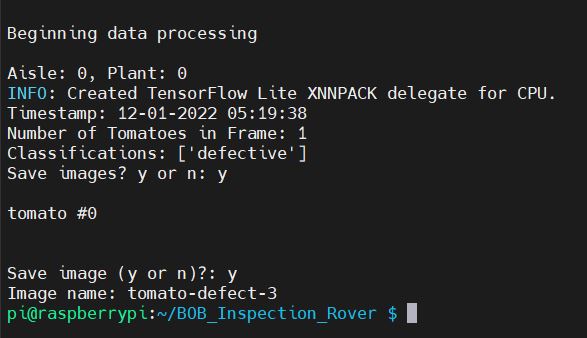 Beginning data processing
Aisle: 0, Plant: 0
INFO: Created TensorFlow Lite XNNPACK delegate for CPU.
Timestamp: 12-01-2022 05:19:38
Number of Tomatoes in Frame: 1
Classifications: ['defective']
Save images? y or n: y
tomato #0
Save image (y or n)?: y
Image name: tomato-defect-3
pi@raspberrypi:~/BOB_Inspection_Rover $